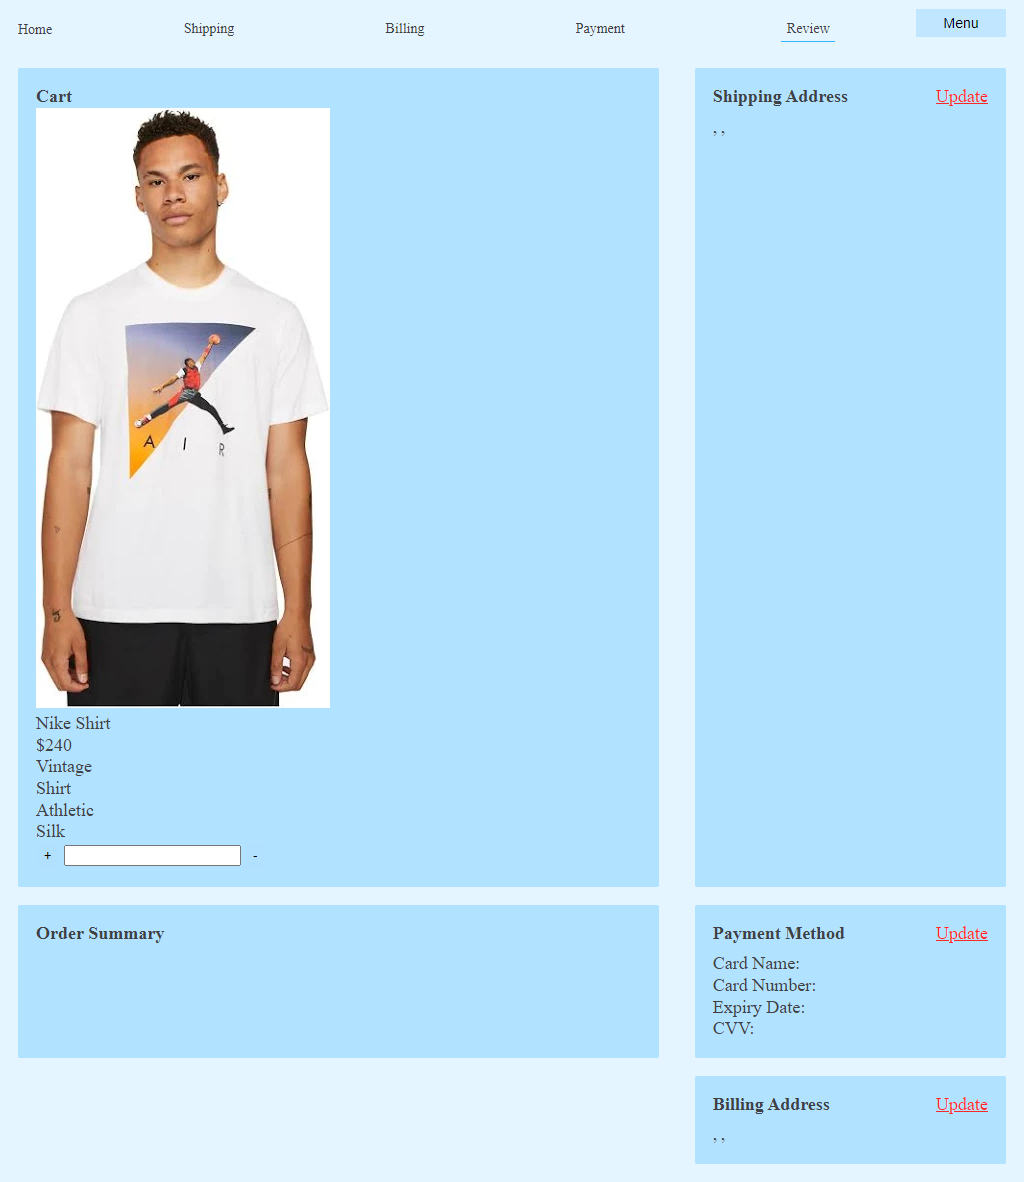 Home
Shipping
Billing
Payment
Review
Menu
Cart
A I R
Nike Shirt
$240
Vintage
Shirt
Athletic
Silk
+ -
Shipping Address Update
, ,
Order Summary
Payment Method Update
Card Name:
Card Number:
Expiry Date:
CVV:
Billing Address Update
, ,